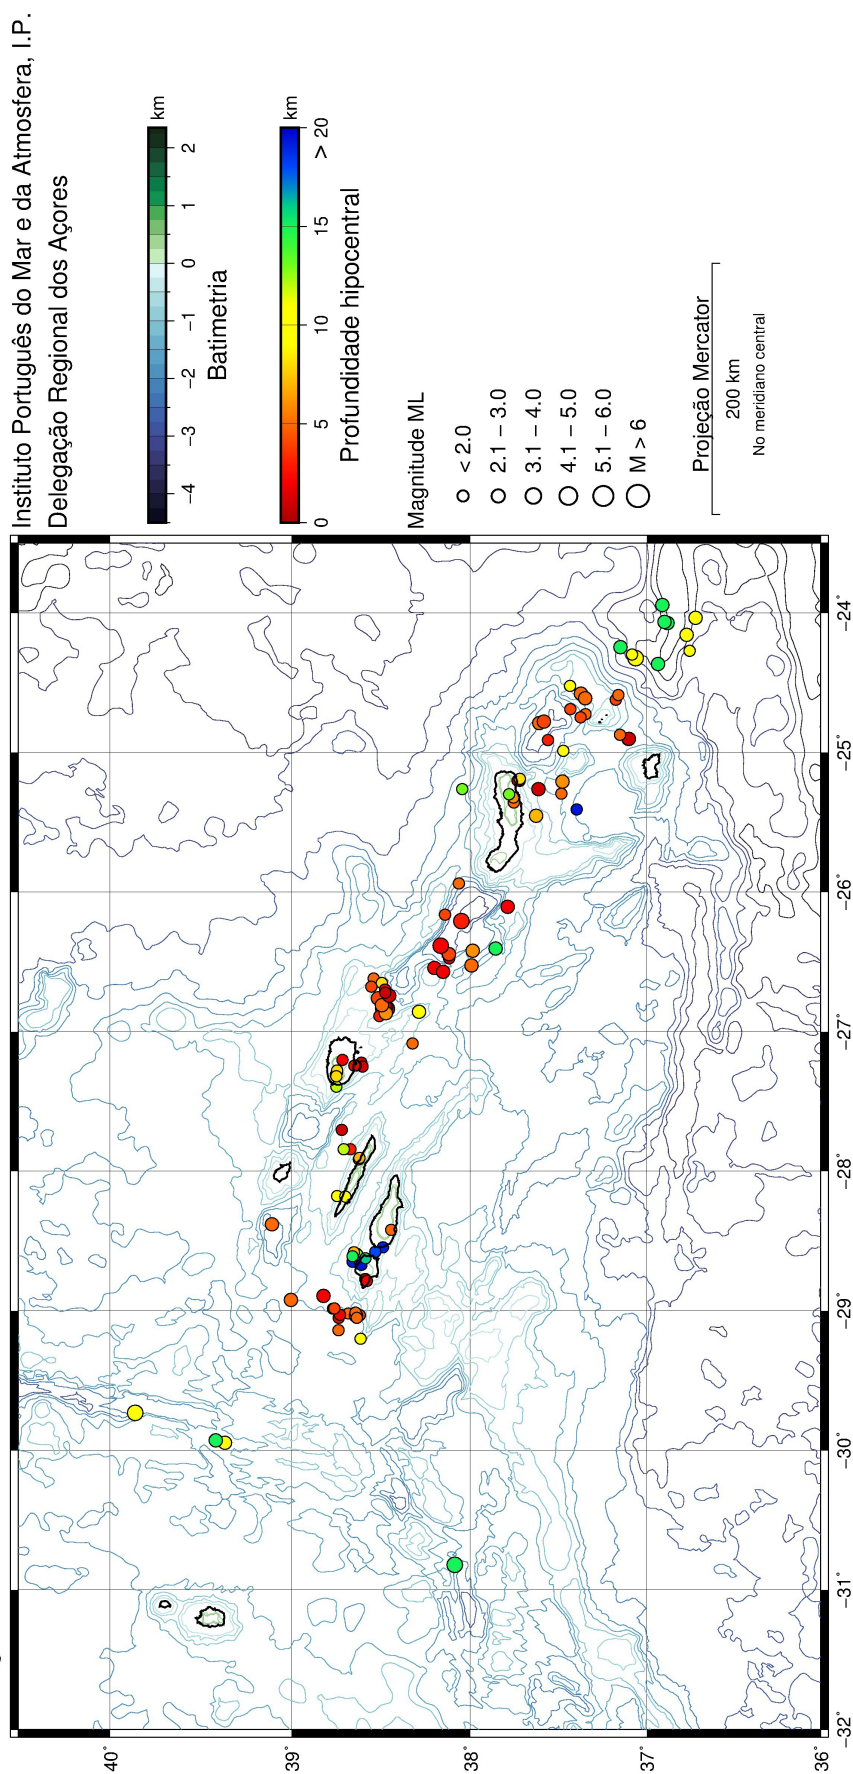 Instituto Português do Mar e da Atmosfera, I.P.
Delegação Regional dos Açores
km
−4 −3 −2 −1 0 1 2
Batimetria
km
0 5 10 15 > 20
Profundidade hipocentral
Magnitude ML
< 2.0
2.1 − 3.0
3.1 − 4.0
4.1 − 5.0
5.1 − 6.0
M > 6
Projeção Mercator
200 km
No meridiano central
40˚
39˚
38˚
37˚
36˚
−32˚ −31˚ −30˚ −29˚ −28˚ −27˚ −26˚ −25˚ −24˚